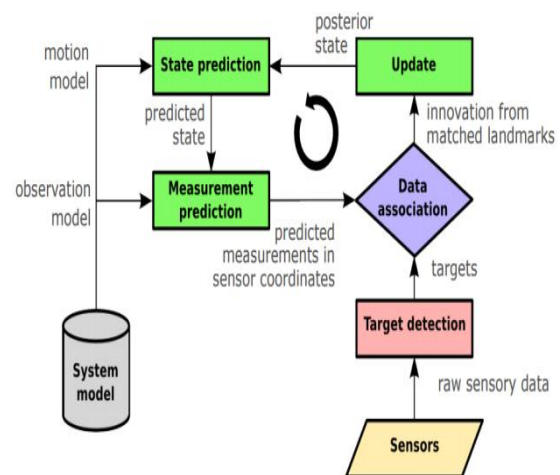 posterior
state
motion
model
State prediction
Update
predicted
state
innovation from
matched landmarks
observation
model
Measurement
prediction
Data
association
predicted
measurements in
sensor coordinates
targets
Target detection
System
model
raw sensory data
Sensors